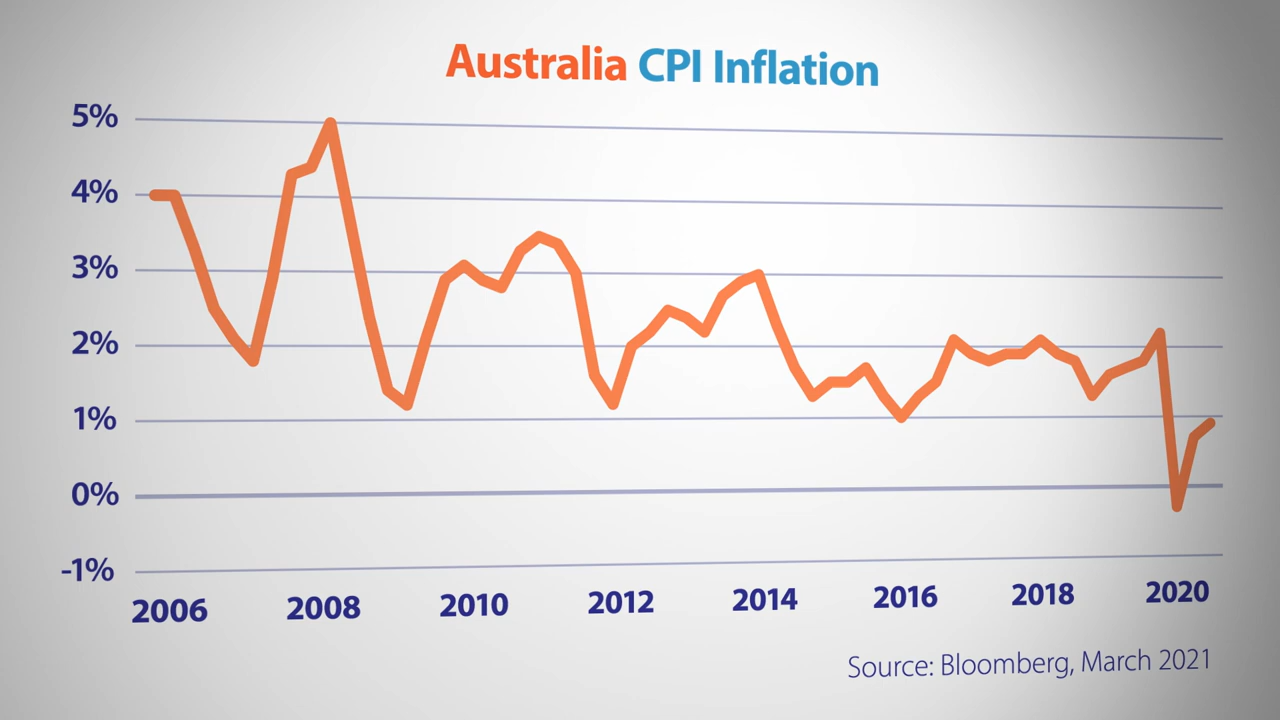 Australia CPI Inflation
5%
4%
3%
2%
1%
0%
-1%
2006 2008 2010 2012 2014 2016 2018 2020
Source: Bloomberg, March 2021